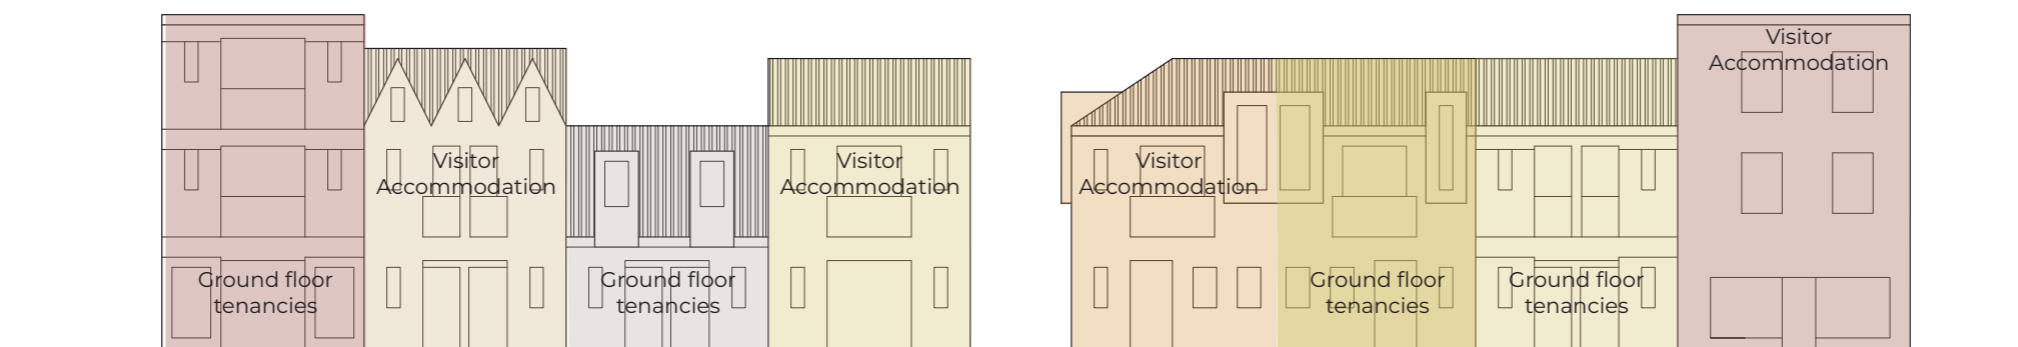 Visitor
Accommodation
Visitor
Accommodation
Visitor
Accommodation
Visitor
Accommodation
Ground floor
tenancies
Ground floor
tenancies
Ground floor
tenancies
Ground floor
tenancies